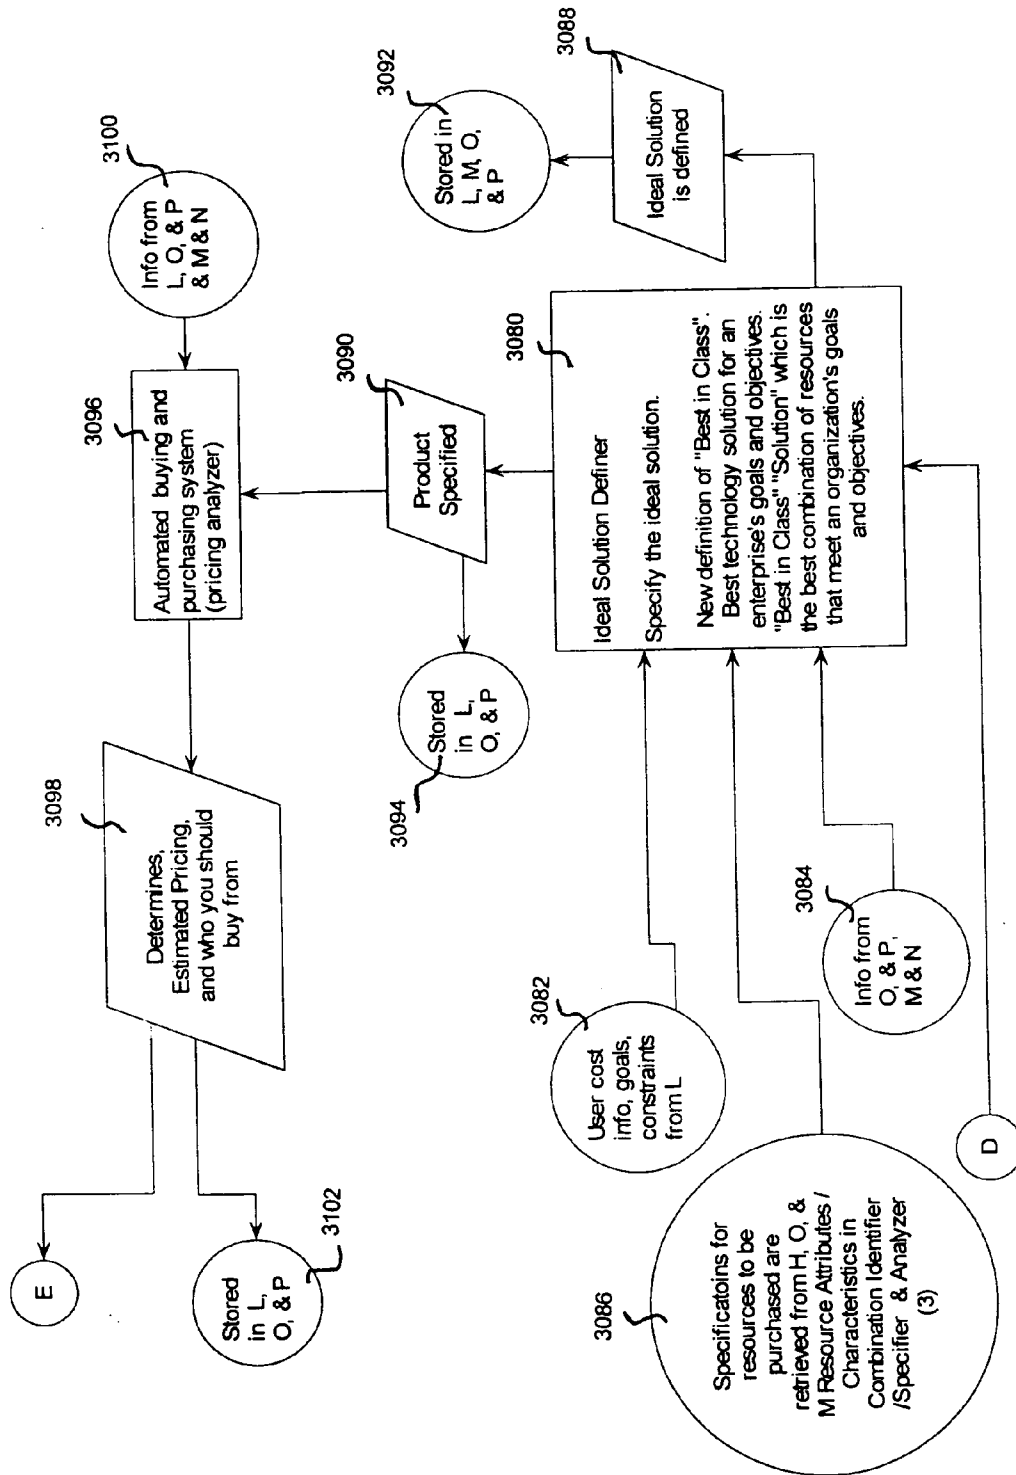 E
3098
Determines,
Estimated Pricing,
and who you should
buy from
3096
Automated buying and
purchasing system
(pricing analyzer)
3100
Info from
L, O, & P
& M & N
Stored
in L,
O, & P
3102
3094
Stored
in L,
O, & P
3090
Product
Specified
3092
Stored in
L, M, O,
& P
3088
Ideal Solution
is defined
3086
Specificatoins for
resources to be
purchased are
retrieved from H, O, &
M Resource Attributes /
Characteristics in
Combination Identifier
/Specifier & Analyzer
(3)
3082
User cost
info, goals,
constraints
from L
3084
Info from
O, & P,
M & N
3080
Ideal Solution Definer
Specify the ideal solution.
New definition of "Best in Class".
Best technology solution for an
enterprise's goals and objectives.
"Best in Class" "Solution" which is
the best combination of resources
that meet an organization's goals
and objectives.
D